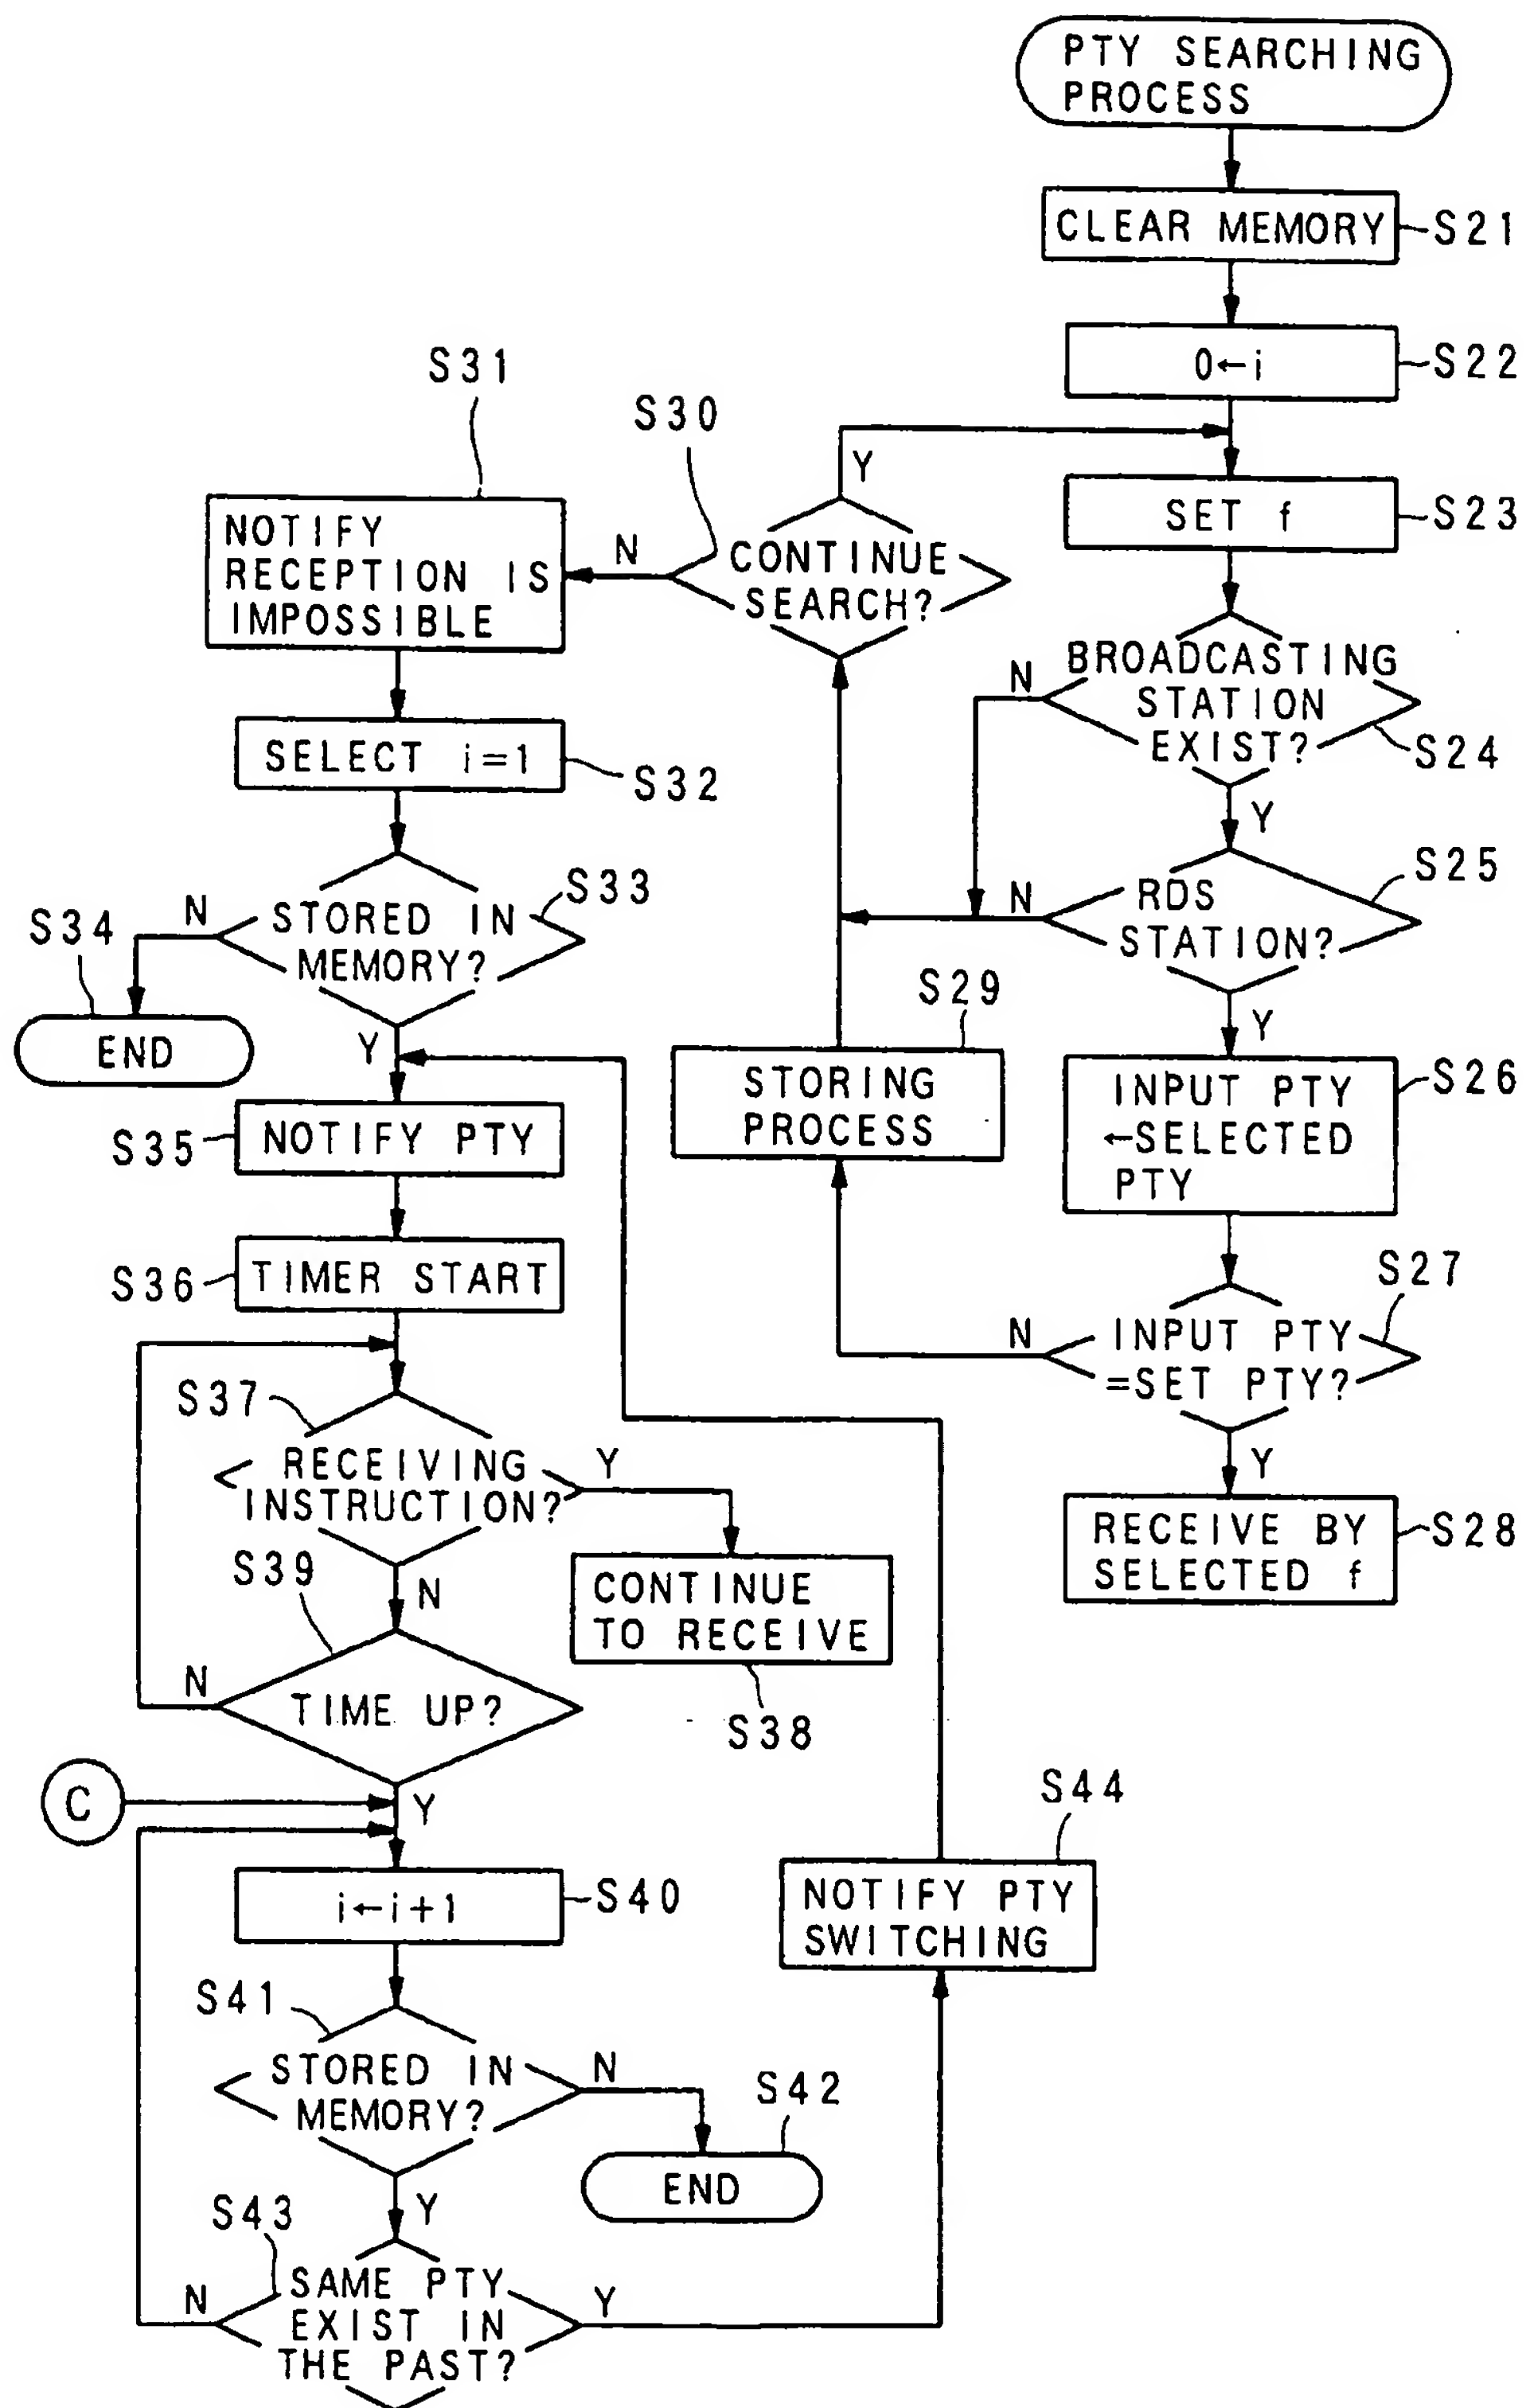 PTY SEARCHING
PROCESS
CLEAR MEMORY
S21
0←i
S22
SET f
S23
BROADCASTING
STATION
EXIST?
S24
N
Y
RDS
STATION?
S25
N
Y
INPUT PTY
←SELECTED
PTY
S26
INPUT PTY
=SET PTY?
S27
N
Y
RECEIVE BY
SELECTED f
S28
S29
STORING
PROCESS
S30
CONTINUE
SEARCH?
Y
N
S31
NOTIFY
RECEPTION IS
IMPOSSIBLE
SELECT i=1
S32
STORED IN
MEMORY?
S33
N
Y
S34
END
S35
NOTIFY PTY
S36
TIMER START
S37
RECEIVING
INSTRUCTION?
Y
N
CONTINUE
TO RECEIVE
S38
S39
TIME UP?
N
Y
C
i←i+1
S40
S41
STORED IN
MEMORY?
N
Y
S42
END
S43
SAME PTY
EXIST IN
THE PAST?
N
Y
S44
NOTIFY PTY
SWITCHING